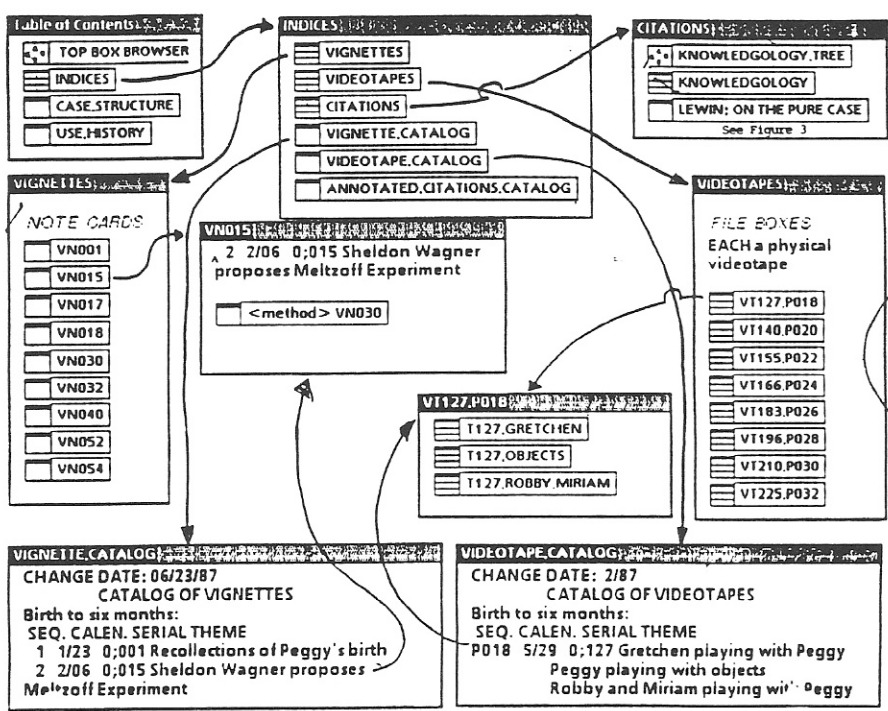 Table of Contents
TOP BOX BROWSER
INDICES
CASE.STRUCTURE
USE.HISTORY
INDICES
VIGNETTES
VIDEOTAPES
CITATIONS
VIGNETTE.CATALOG
VIDEOTAPE.CATALOG
ANNOTATED.CITATIONS.CATALOG
CITATIONS
KNOWLEDGOLOGY.TREE
KNOWLEDGOLOGY
LEWIN: ON THE PURE CASE
See Figure 3
VIGNETTES
NOTE CARDS
VN001
VN015
VN017
VN018
VN030
VN032
VN040
VN052
VN054
VN015
2 2/06 0;015 Sheldon Wagner
proposes Meltzoff Experiment
<method> VN030
VIDEOTAPES
FILE BOXES
EACH a physical
videotape
VT127.P018
VT140.P020
VT155.P022
VT166.P024
VT183.P026
VT196.P028
VT210.P030
VT225.P032
VT127.P018
T127.GRETCHEN
T127.OBJECTS
T127.ROBBY.MIRIAM
VIGNETTE.CATALOG
CHANGE DATE: 06/23/87
CATALOG OF VIGNETTES
Birth to six months:
SEQ. CALEN. SERIAL THEME
1 1/23 0;001 Recollections of Peggy's birth
2 2/06 0;015 Sheldon Wagner proposes
Meltzoff Experiment
VIDEOTAPE.CATALOG
CHANGE DATE: 2/87
CATALOG OF VIDEOTAPES
Birth to six months:
SEQ. CALEN. SERIAL THEME
P018 5/29 0;127 Gretchen playing with Peggy
Peggy playing with objects
Robby and Miriam playing with Peggy